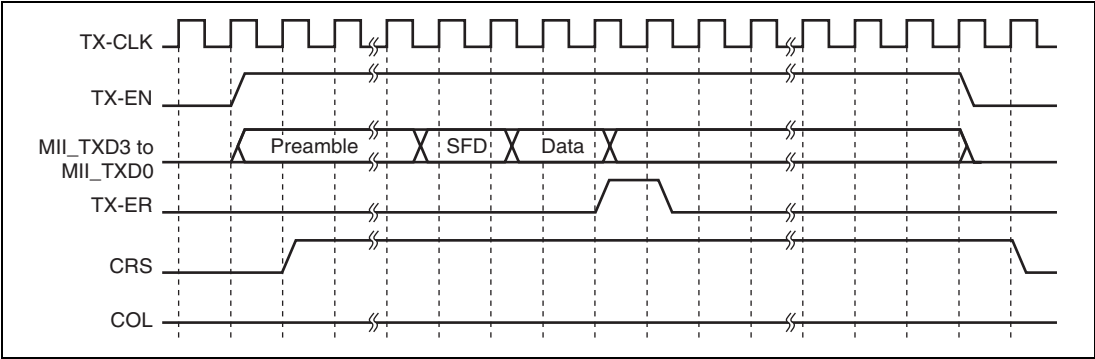 TX-CLK
TX-EN
MII_TXD3 to
MII_TXD0
Preamble
SFD
Data
TX-ER
CRS
COL